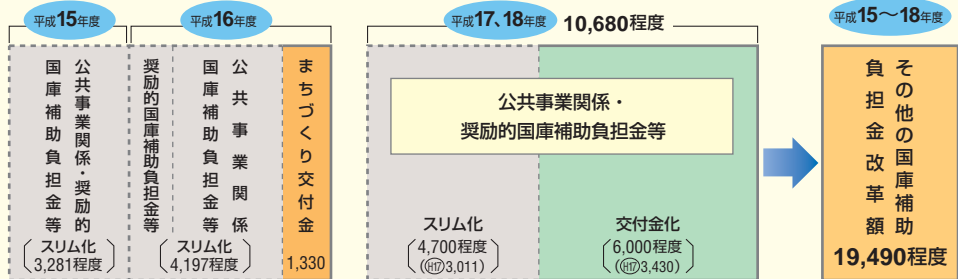 平成15年度
平成16年度
公共事業関係・奨励的
国庫補助負担金等
スリム化
3,281程度
奨励的国庫補助負担金等
公共事業関係
国庫補助負担金等
スリム化
4,197程度
まちづくり交付金
1,330
平成17、18年度
10,680程度
公共事業関係・
奨励的国庫補助負担金等
スリム化
4,700程度
(H17 3,011)
交付金化
6,000程度
(H17 3,430)
平成15〜18年度
その他の国庫補助
負担金改革額
19,490程度